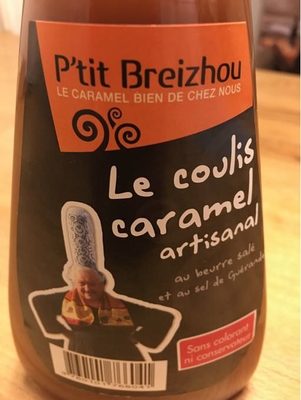 P'tit Breizhou
LE CARAMEL BIEN DE CHEZ NOUS
Le coulis
caramel
artisanal
au beurre salé
et au sel de Guérande
Sans colorant
ni conservateur